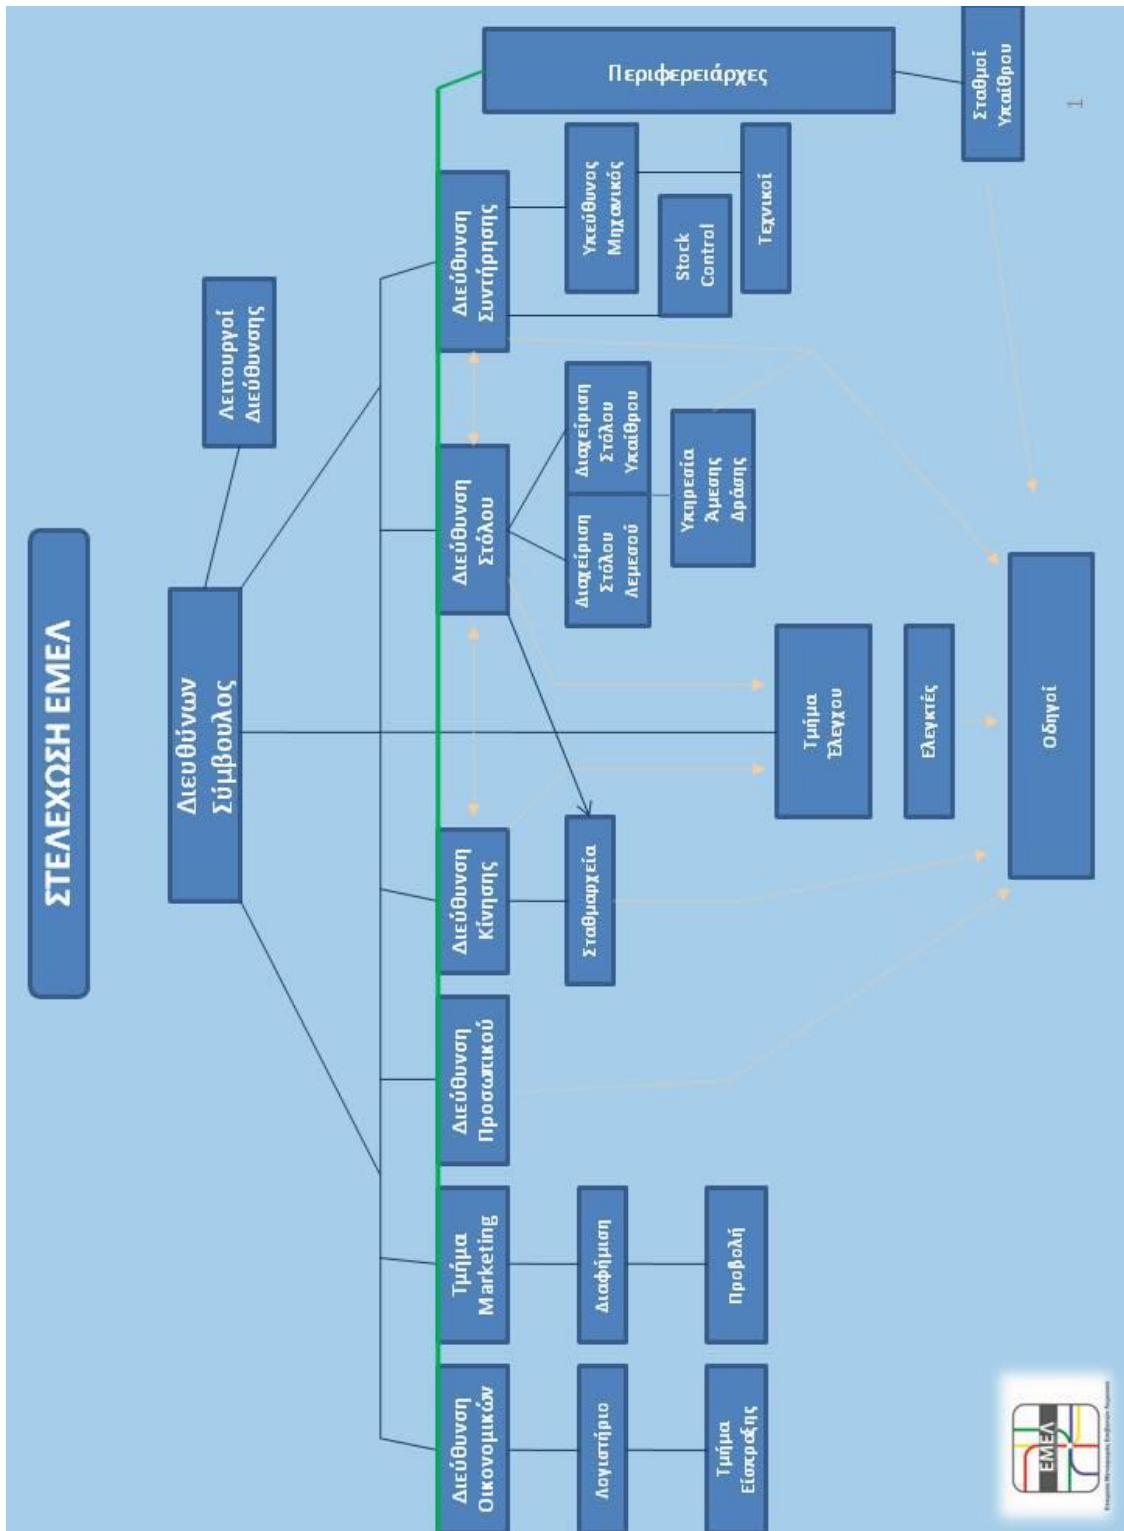 ΣΤΕΛΕΧΩΣΗ ΕΜΕΛ
Διευθύνων
Σύμβουλος
Λειτουργοί
Διεύθυνσης
Διεύθυνση
Οικονομικών
Τμήμα
Marketing
Διεύθυνση
Προσωπικού
Διεύθυνση
Κίνησης
Διεύθυνση
Στόλου
Διεύθυνση
Συντήρησης
Περιφερειάρχες
Λογιστήριο
Διαφήμιση
Σταθμαρχεία
Διαχείριση
Στόλου
Λεμεσού
Διαχείριση
Στόλου
Υπαίθρου
Υπεύθυνος
Μηχανικός
Stock
Control
Υπηρεσία
Άμεσης
Δράσης
Τμήμα
Είσπραξης
Προβολή
Τεχνικοί
Τμήμα
Έλεγχου
Ελεγκτές
Σταθμοί
Υπαίθρου
Οδηγοί
ΕΜΕΛ
1